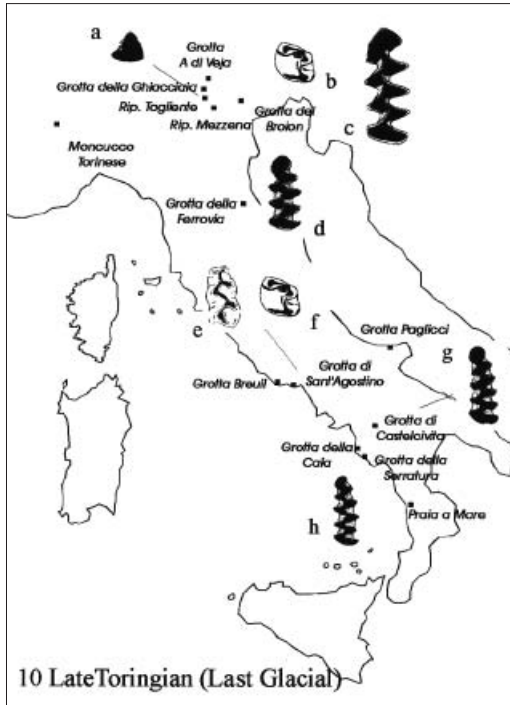 a
Grotta
A di Veja
b
Grotta della Ghiacciaia
Rip. Tagliente
Rip. Mezzena
Grotta del
Broion
c
Moncucco
Torinese
Grotta della
Ferrovia
d
e
f
Grotta Paglicci
g
Grotta di
Sant'Agostino
Grotta Breuil
Grotta di
Castelcivita
Grotta della
Cala
Grotta della
Serratura
h
Praia a Mare
10 LateToringian (Last Glacial)